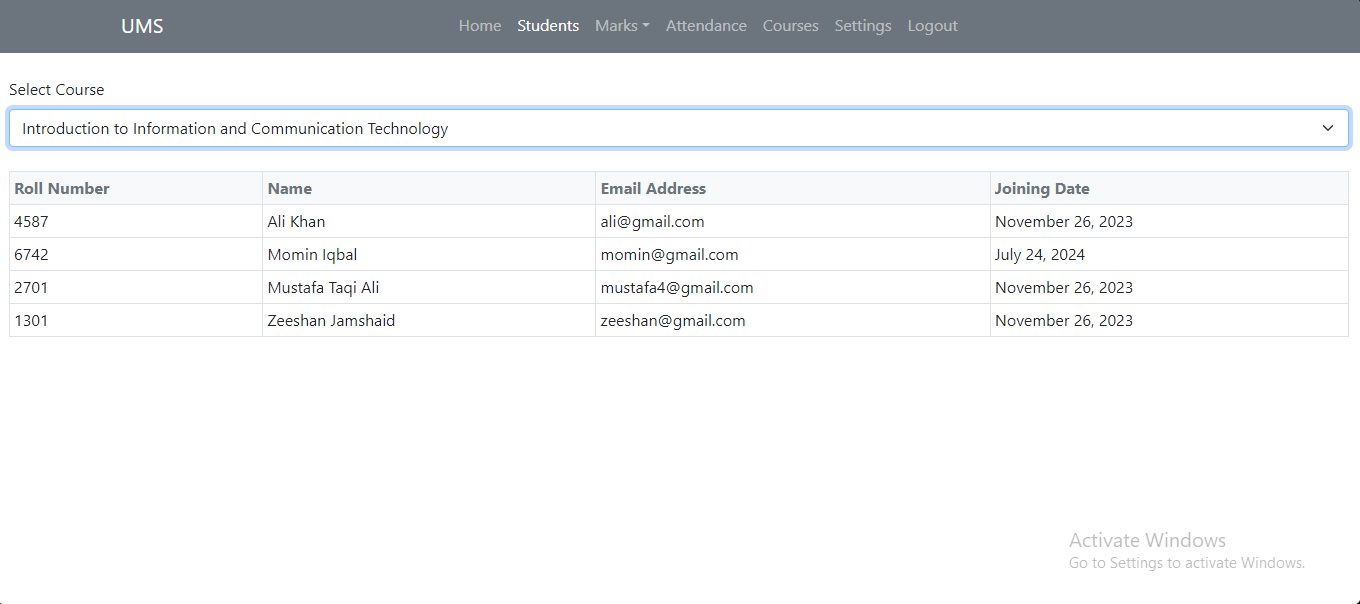 UMS Home Students Marks Attendance Courses Settings Logout
Select Course
Introduction to Information and Communication Technology
Roll Number Name Email Address Joining Date
4587 Ali Khan ali@gmail.com November 26, 2023
6742 Momin Iqbal momin@gmail.com July 24, 2024
2701 Mustafa Taqi Ali mustafa4@gmail.com November 26, 2023
1301 Zeeshan Jamshaid zeeshan@gmail.com November 26, 2023
Activate Windows
Go to Settings to activate Windows.